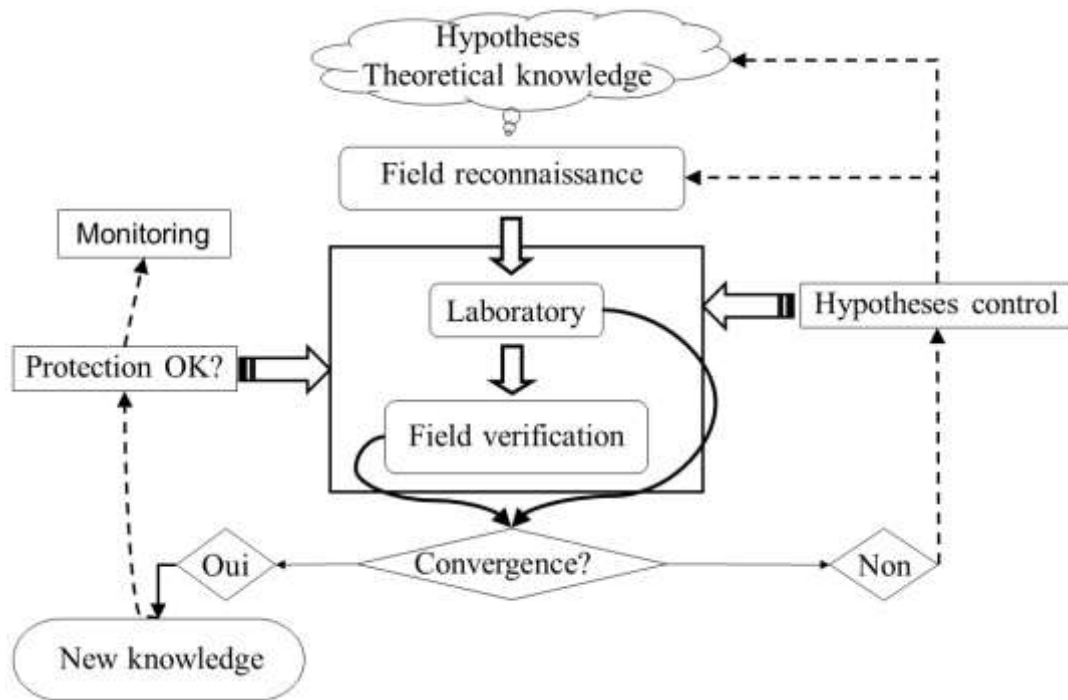 Hypotheses
Theoretical knowledge
Field reconnaissance
Monitoring
Laboratory
Hypotheses control
Protection OK?
Field verification
Oui
Convergence?
Non
New knowledge